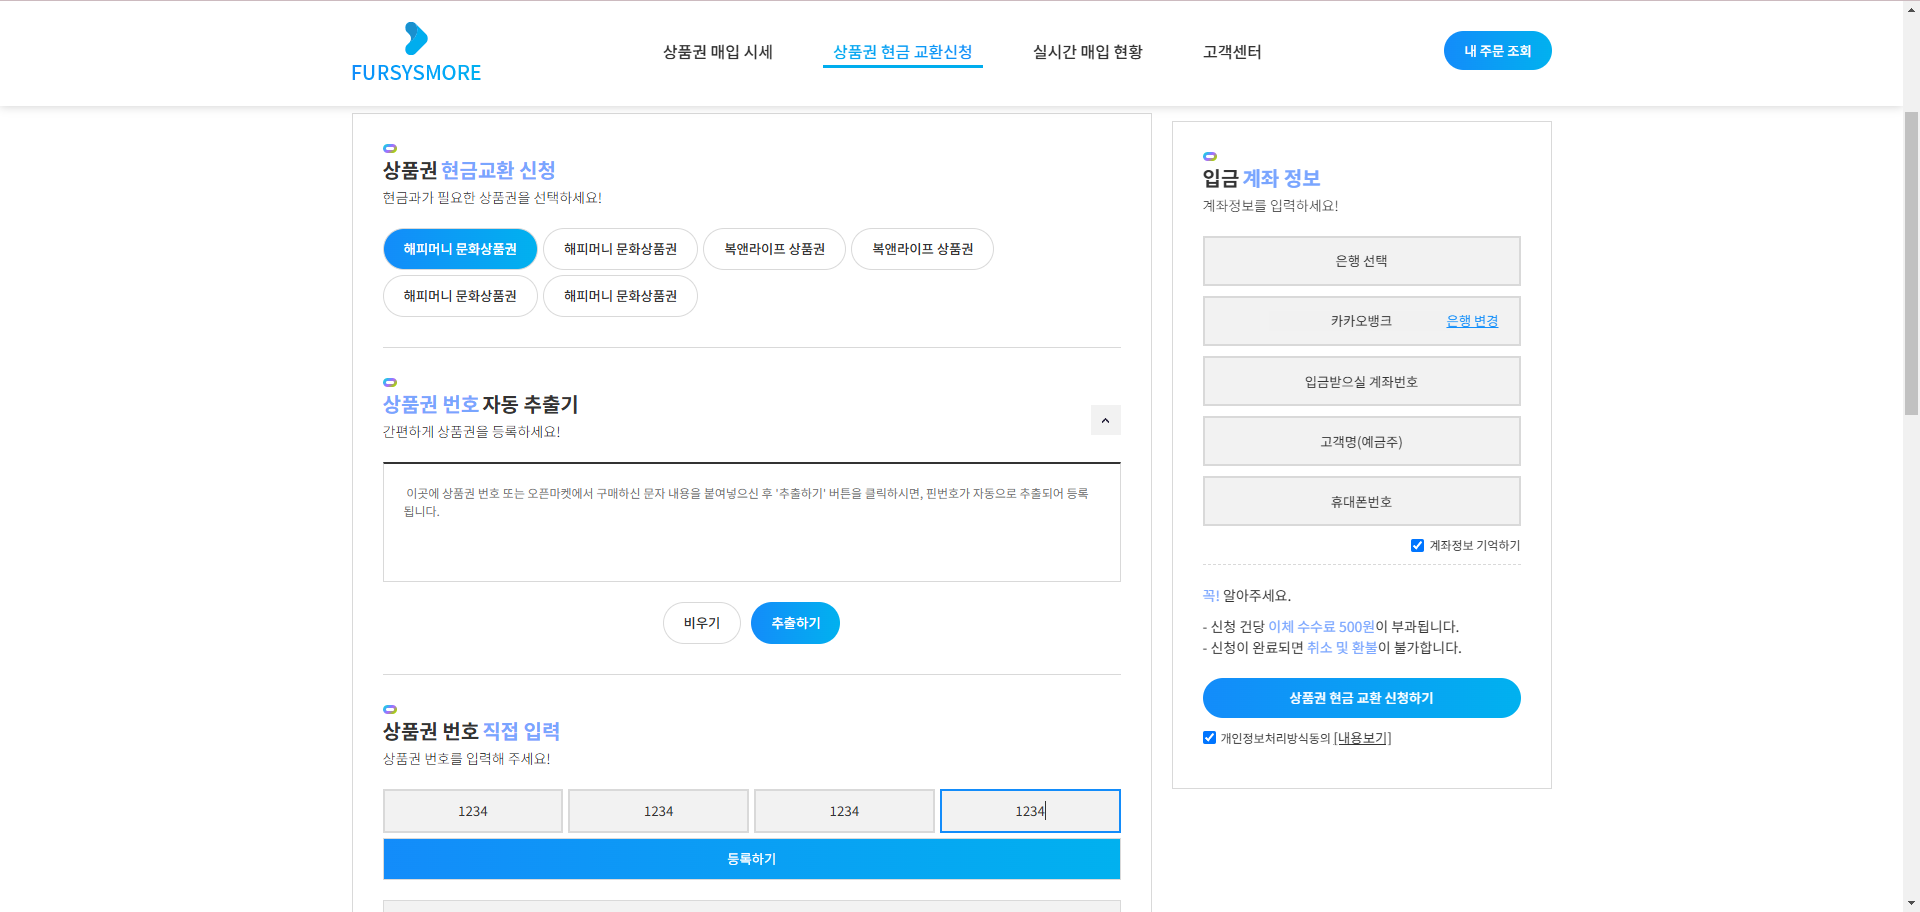 FURSYSMORE
상품권 매입 시세
상품권 현금 교환신청
실시간 매입 현황
고객센터
내 주문 조회
상품권 현금교환 신청
현금과가 필요한 상품권을 선택하세요!
해피머니 문화상품권
해피머니 문화상품권
복앤라이프 상품권
복앤라이프 상품권
해피머니 문화상품권
해피머니 문화상품권
상품권 번호 자동 추출기
간편하게 상품권을 등록하세요!
이곳에 상품권 번호 또는 오픈마켓에서 구매하신 문자 내용을 붙여넣으신 후 '추출하기' 버튼을 클릭하시면, 핀번호가 자동으로 추출되어 등록
됩니다.
비우기
추출하기
상품권 번호 직접 입력
상품권 번호를 입력해 주세요!
1234
1234
1234
1234
등록하기
입금 계좌 정보
계좌정보를 입력하세요!
은행 선택
카카오뱅크
은행 변경
입금받으실 계좌번호
고객명(예금주)
휴대폰번호
계좌정보 기억하기
꼭! 알아주세요.
- 신청 건당 이체 수수료 500원이 부과됩니다.
- 신청이 완료되면 취소 및 환불이 불가합니다.
상품권 현금 교환 신청하기
개인정보처리방식동의 [내용보기]